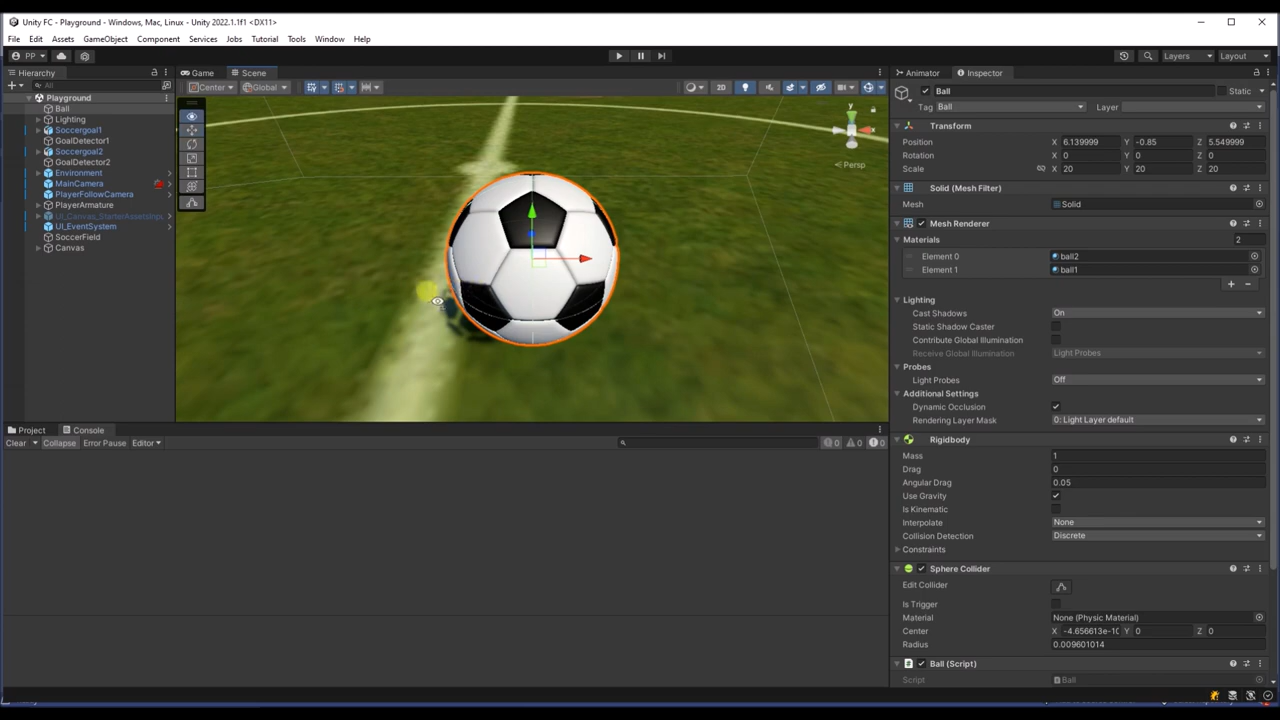 Unity FC - Playground - Windows, Mac, Linux - Unity 2022.1.1f1 <DX11>
File Edit Assets GameObject Component Services Jobs Tutorial Tools Window Help
PP Layers Layout
Hierarchy
All
Playground
Ball
Lighting
Soccergoal1
GoalDetector1
Soccergoal2
GoalDetector2
Environment
MainCamera
PlayerFollowCamera
PlayerArmature
UI_Canvas_StarterAssetsInpu
UI_EventSystem
SoccerField
Canvas
Game Scene
Center Global 2D
y
Persp
Project Console
Clear Collapse Error Pause Editor 0 0 0
Animator Inspector
Ball Static
Tag Ball Layer
Transform
Position X 6.139999 Y -0.85 Z 5.549999
Rotation X 0 Y 0 Z 0
Scale X 20 Y 20 Z 20
Solid (Mesh Filter)
Mesh Solid
Mesh Renderer
Materials 2
Element 0 ball2
Element 1 ball1
Lighting
Cast Shadows On
Static Shadow Caster
Contribute Global Illumination
Receive Global Illumination Light Probes
Probes
Light Probes Off
Additional Settings
Dynamic Occlusion
Rendering Layer Mask 0: Light Layer default
Rigidbody
Mass 1
Drag 0
Angular Drag 0.05
Use Gravity
Is Kinematic
Interpolate None
Collision Detection Discrete
Constraints
Sphere Collider
Edit Collider
Is Trigger
Material None (Physic Material)
Center X -4.656613e-10 Y 0 Z 0
Radius 0.009601014
Ball (Script)
Script Ball